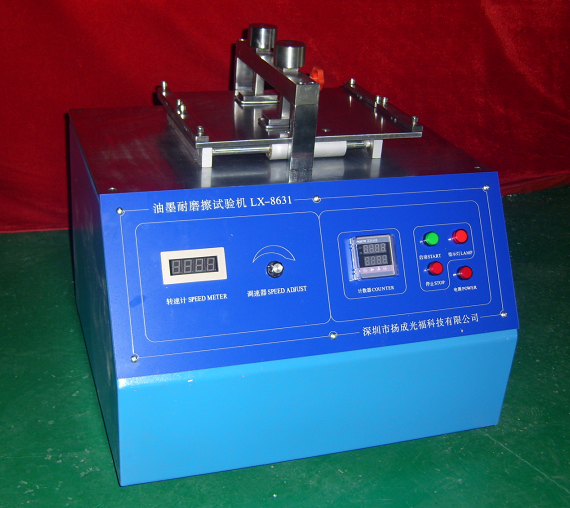 油墨耐磨擦试验机 LX-8631
转速计 SPEED METER
调速器 SPEED ADJUST
计数器 COUNTER
启动START
指示灯LAMP
停止STOP
电源POWER
深圳市扬成光福科技有限公司